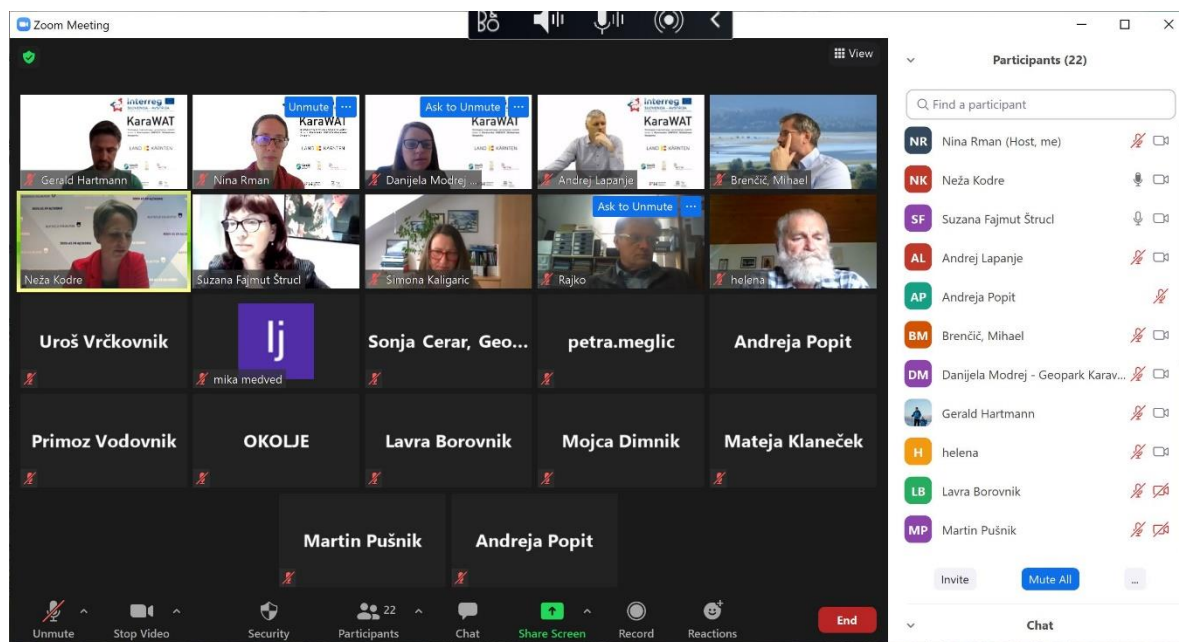 Zoom Meeting
View
interreg
KaraWAT
LAND KÄRNTEN
Gerald Hartmann
Unmute ...
KaraWAT
Nina Rman
Ask to Unmute ...
KaraWAT
Danijela Modrej ...
interreg
KaraWAT
LAND KÄRNTEN
Andrej Lapanje
Brenčič, Mihael
Neža Kodre
Suzana Fajmut Štrucl
Simona Kaligaric
Ask to Unmute ...
Rajko
helena
Uroš Vrčkovnik
lj
mika medved
Sonja Cerar, Geo...
petra.meglic
Andreja Popit
Primoz Vodovnik
OKOLJE
Lavra Borovnik
Mojca Dimnik
Mateja Klaneček
Martin Pušnik
Andreja Popit
Unmute
Stop Video
Security
22
Participants
Chat
Share Screen
Record
Reactions
End
Participants (22)
Find a participant
NR Nina Rman (Host, me)
NK Neža Kodre
SF Suzana Fajmut Štrucl
AL Andrej Lapanje
AP Andreja Popit
BM Brenčič, Mihael
DM Danijela Modrej - Geopark Karav...
Gerald Hartmann
H helena
LB Lavra Borovnik
MP Martin Pušnik
Invite
Mute All
...
Chat